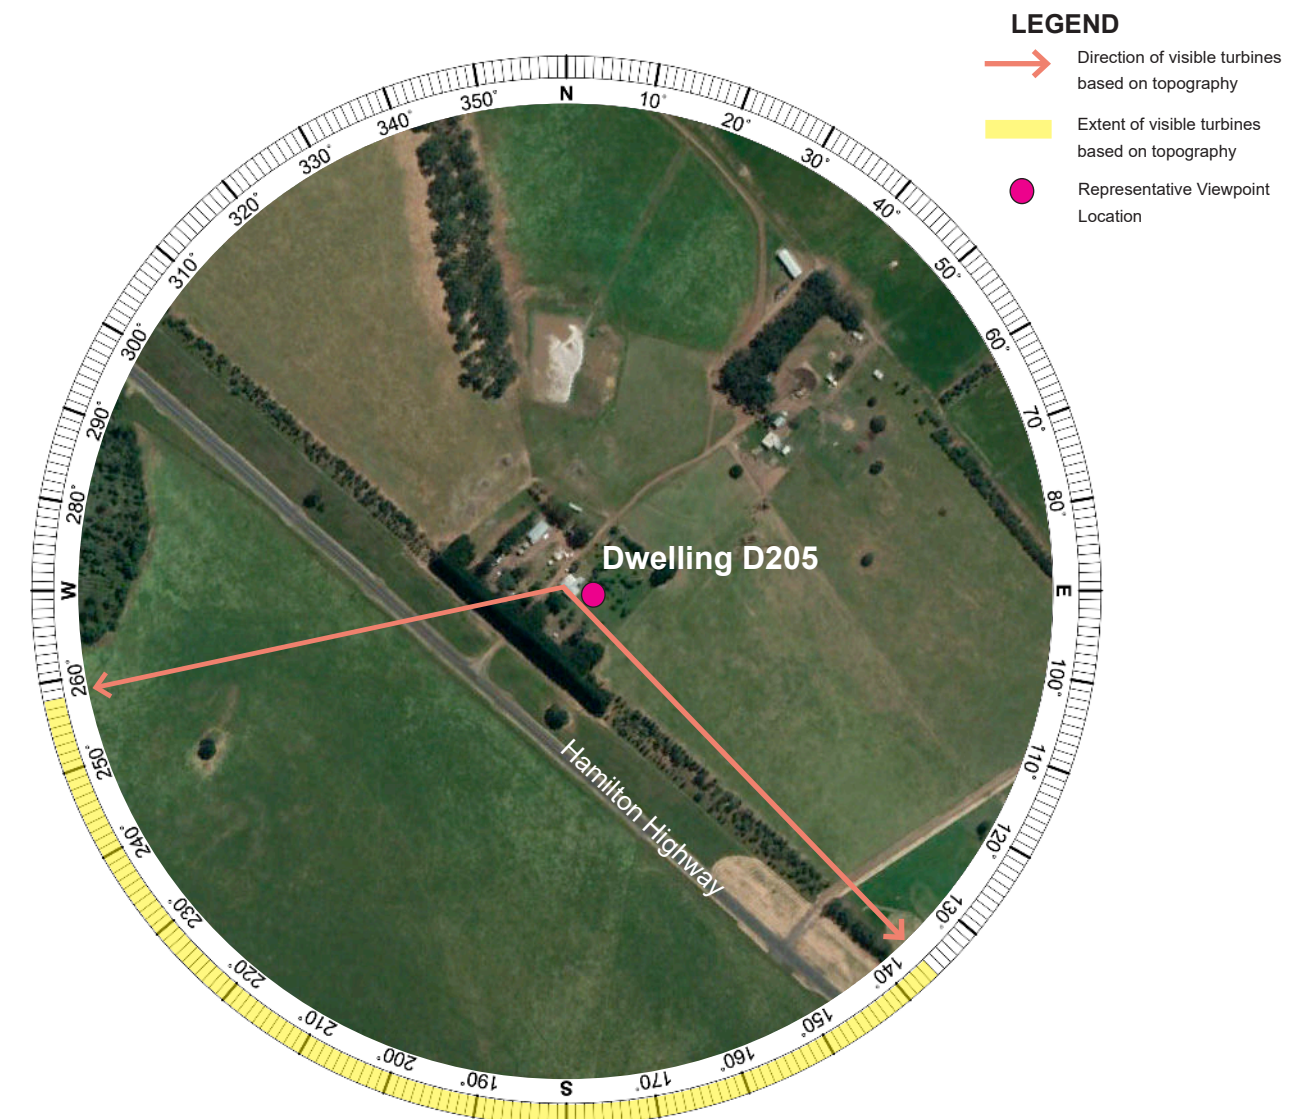 LEGEND
Direction of visible turbines
based on topography
Extent of visible turbines
based on topography
Representative Viewpoint
Location
N
10°
20°
30°
40°
50°
60°
70°
80°
E
100°
110°
120°
130°
140°
150°
160°
170°
S
190°
200°
210°
220°
230°
240°
250°
260°
W
280°
290°
300°
310°
320°
330°
340°
350°
Dwelling D205
Hamilton Highway